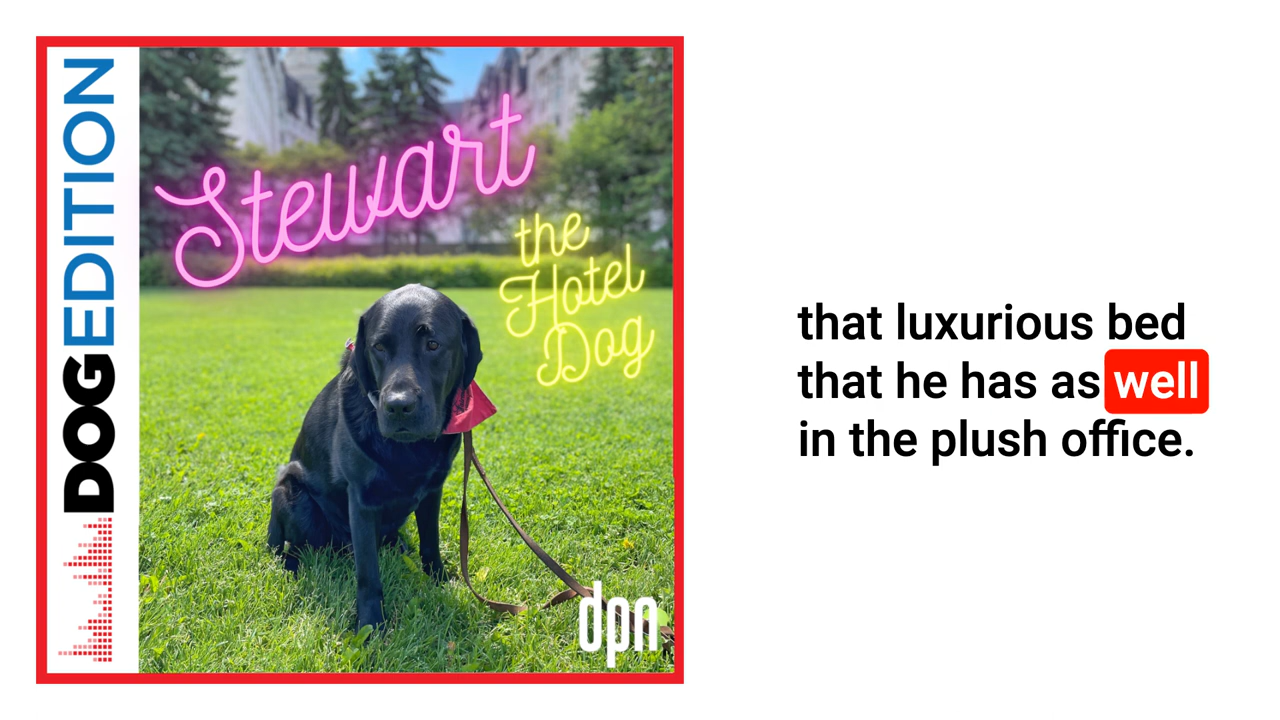 DOGEDITION
Stewart
the
Hotel
Dog
dpn
that luxurious bed
that he has as well
in the plush office.